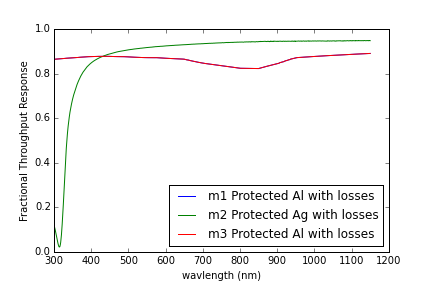 1.0
0.8
0.6
0.4
0.2
0.0
Fractional Throughput Response
m1 Protected Al with losses
m2 Protected Ag with losses
m3 Protected Al with losses
300 400 500 600 700 800 900 1000 1100 1200
wavlength (nm)